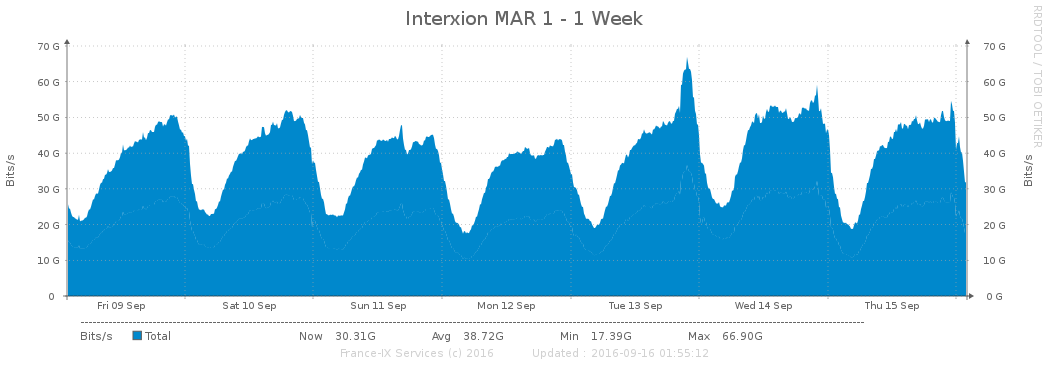 Interxion MAR 1 - 1 Week
RRDTOOL / TOBI OETIKER
70 G 70 G
60 G 60 G
50 G 50 G
40 G 40 G
30 G 30 G
20 G 20 G
10 G 10 G
0 0 G
Bits/s
Bits/s
Fri 09 Sep Sat 10 Sep Sun 11 Sep Mon 12 Sep Tue 13 Sep Wed 14 Sep Thu 15 Sep
Bits/s Total Now 30.31G Avg 38.72G Min 17.39G Max 66.90G
France-IX Services (c) 2016 Updated : 2016-09-16 01:55:12